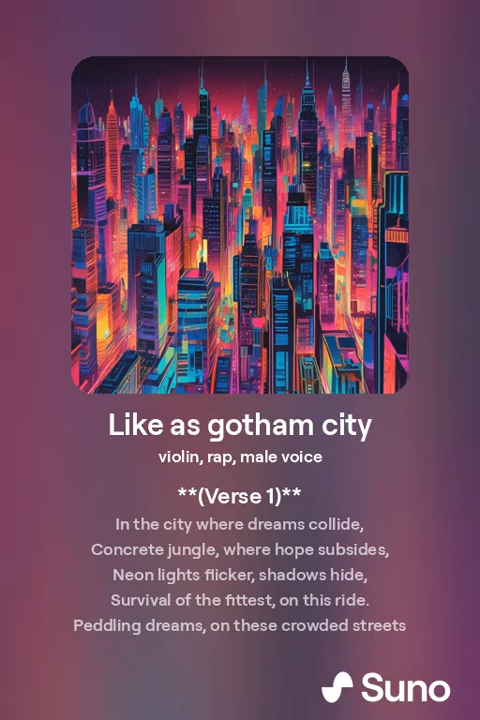 Like as gotham city
violin, rap, male voice
**(Verse 1)**
In the city where dreams collide,
Concrete jungle, where hope subsides,
Neon lights flicker, shadows hide,
Survival of the fittest, on this ride.
Peddling dreams, on these crowded streets
Suno